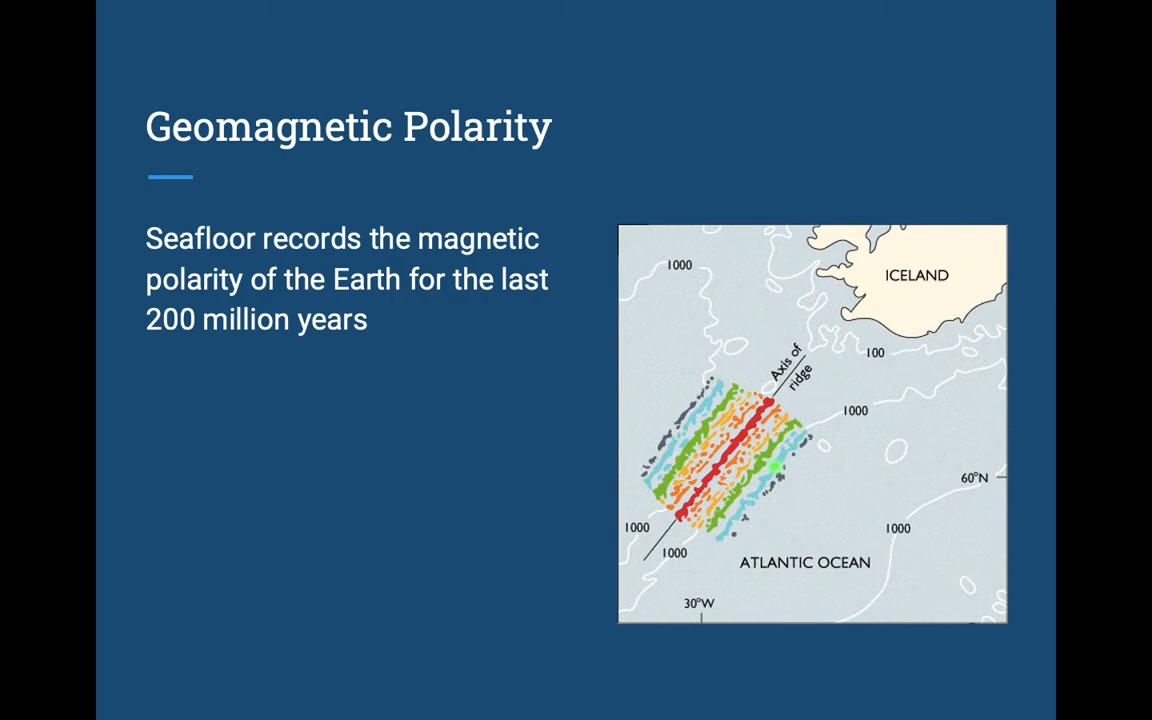 Geomagnetic Polarity
Seafloor records the magnetic
polarity of the Earth for the last
200 million years
1000
ICELAND
Axis of
ridge
100
1000
60°N
1000
1000
1000
ATLANTIC OCEAN
30°W